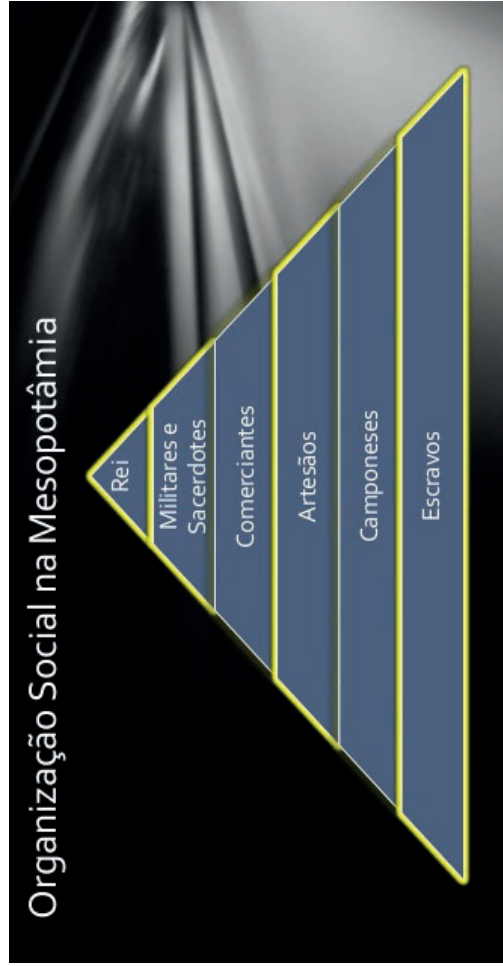 Organização Social na Mesopotâmia
Rei
Militares e
Sacerdotes
Comerciantes
Artesãos
Camponeses
Escravos